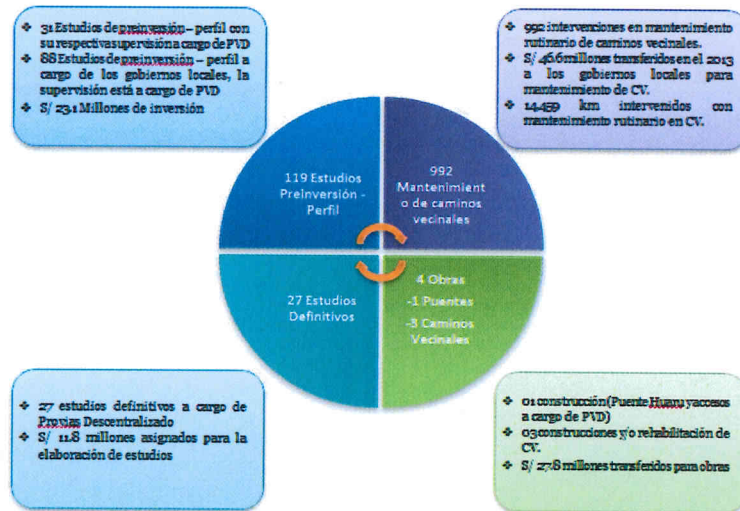 ❖ 31 Estudios de preinversión – perfil con
su respectiva supervisión a cargo de PVD
❖ 88 Estudios de preinversión – perfil a
cargo de los gobiernos locales, la
supervisión está a cargo de PVD
❖ S/ 23.1 Millones de inversión
❖ 992 intervenciones en mantenimiento
rutinario de caminos vecinales.
❖ S/ 46.6 millones transferidos en el 2013
a los gobiernos locales para
mantenimiento de CV.
❖ 14,459 km intervenidos con
mantenimiento rutinario en CV.
119 Estudios
Preinversión -
Perfil
992
Mantenimient
o de caminos
vecinales
27 Estudios
Definitivos
4 Obras
-1 Puentes
-3 Caminos
Vecinales
❖ 27 estudios definitivos a cargo de
Provias Descentralizado
❖ S/ 11.8 millones asignados para la
elaboración de estudios
❖ 01 construcción (Puente Huaru y accesos
a cargo de PVD)
❖ 03 construcciones y/o rehabilitación de
CV.
❖ S/ 27.8 millones transferidos para obras